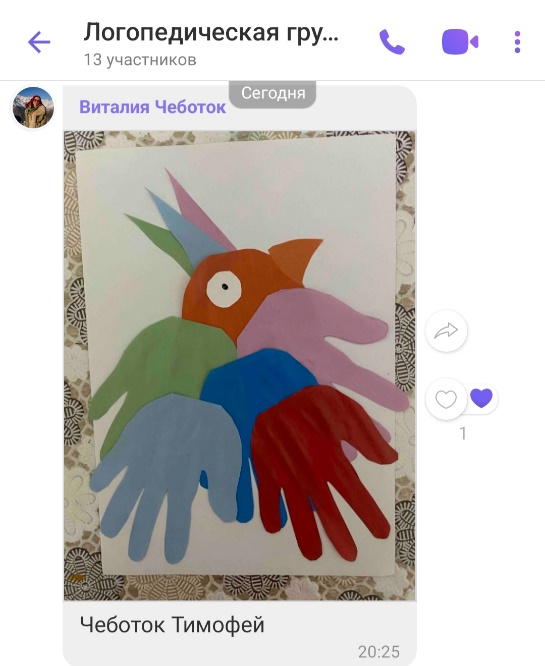 Логопедическая гру...
13 участников
Сегодня
Виталия Чеботок
1
Чеботок Тимофей
20:25